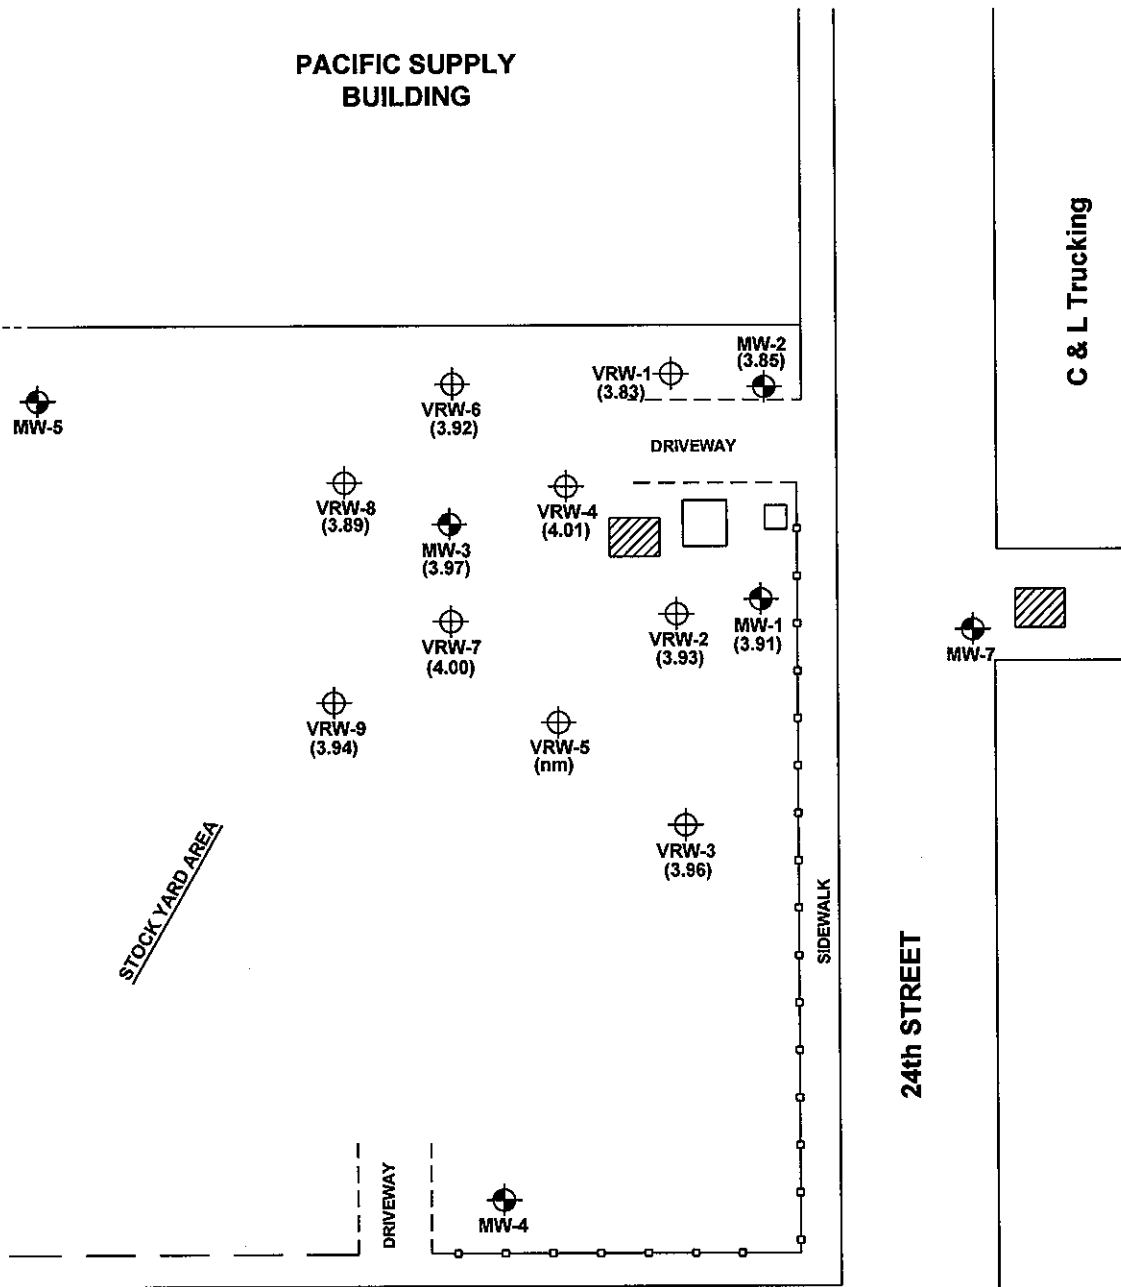 PACIFIC SUPPLY
BUILDING
C & L Trucking
MW-2
(3.85)
VRW-1
(3.83)
VRW-6
(3.92)
MW-5
DRIVEWAY
VRW-8
(3.89)
VRW-4
(4.01)
MW-3
(3.97)
VRW-7
(4.00)
VRW-2
(3.93)
MW-1
(3.91)
MW-7
VRW-9
(3.94)
VRW-5
(nm)
VRW-3
(3.96)
STOCK YARD AREA
SIDEWALK
24th STREET
DRIVEWAY
MW-4